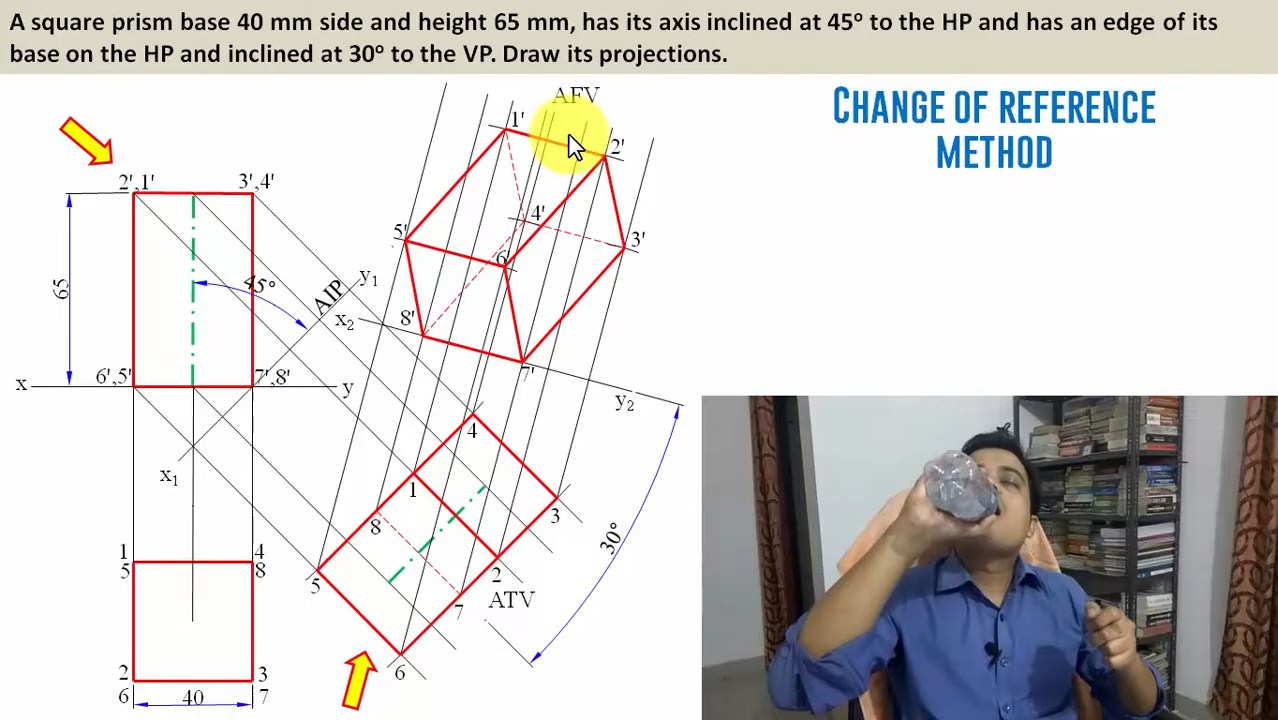 A square prism base 40 mm side and height 65 mm, has its axis inclined at 45° to the HP and has an edge of its
base on the HP and inclined at 30° to the VP. Draw its projections.
CHANGE OF REFERENCE
METHOD
AFV
1'
2'
2',1'
3',4'
4'
3'
5'
6'
65
45°
AIP
y₁
x₂
8'
7'
x
6',5'
7',8'
y
y₂
x₁
4
1
3
8
30°
1
4
5
8
5
2
7
ATV
6
2
3
6
40
7